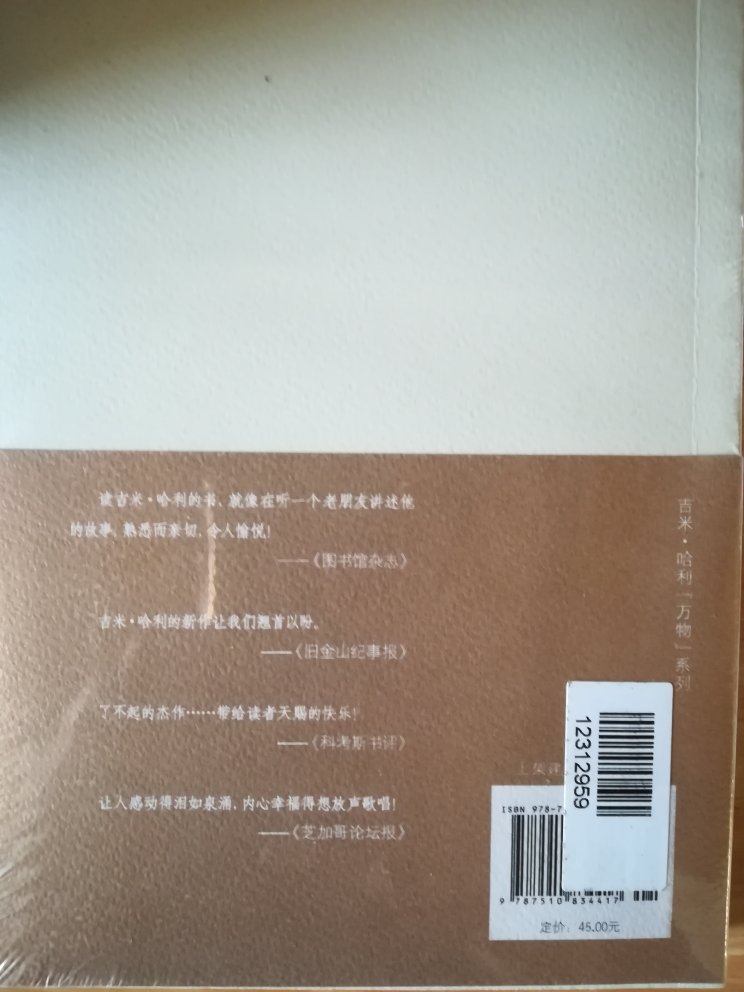 读吉米·哈利的书，就像在听一个老朋友讲述他
的故事，熟悉而亲切，令人愉悦！
——《图书馆杂志》
吉米·哈利的新作让我们翘首以盼。
——《旧金山纪事报》
了不起的杰作……带给读者天赐的快乐！
——《科考斯书评》
让人感动得泪如泉涌，内心幸福得想放声歌唱！
——《芝加哥论坛报》
吉米·哈利「万物」系列
12312959
上架建
ISBN 978-7
9 787510 834417
定价：45.00元